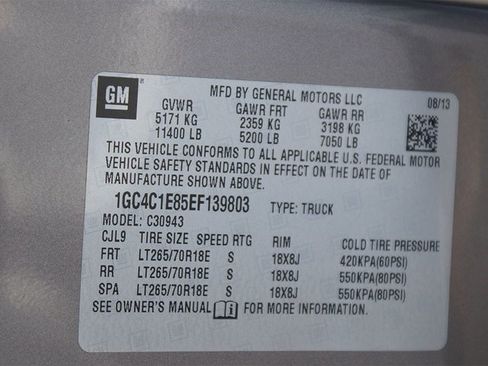 GM
MFD BY GENERAL MOTORS LLC
08/13
GVWR GAWR FRT GAWR RR
5171 KG 2359 KG 3198 KG
11400 LB 5200 LB 7050 LB
THIS VEHICLE CONFORMS TO ALL APPLICABLE U.S. FEDERAL MOTOR
VEHICLE SAFETY STANDARDS IN EFFECT ON THE DATE OF
MANUFACTURE SHOWN ABOVE.
1GC4C1E85EF139803 TYPE: TRUCK
MODEL: C30943
CJL9 TIRE SIZE SPEED RTG RIM COLD TIRE PRESSURE
FRT LT265/70R18E S 18X8J 420KPA(60PSI)
RR LT265/70R18E S 18X8J 550KPA(80PSI)
SPA LT265/70R18E S 18X8J 550KPA(80PSI)
SEE OWNER'S MANUAL FOR MORE INFORMATION.